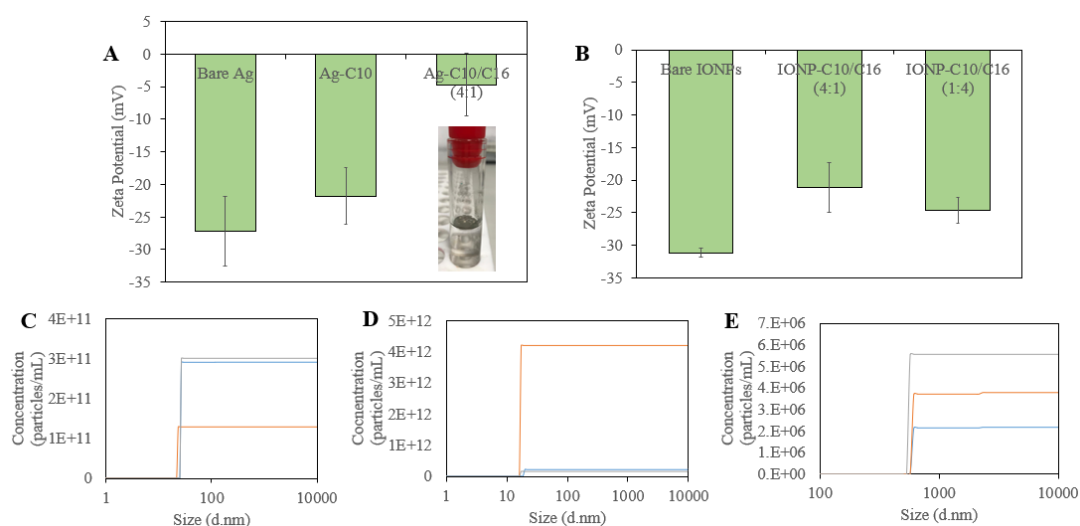 A
Zeta Potential (mV)
5
0
-5
-10
-15
-20
-25
-30
-35
Bare Ag
Ag-C10
Ag-C10/C16
(4:1)
B
Zeta Potential (mV)
0
-5
-10
-15
-20
-25
-30
-35
Bare IONPs
IONP-C10/C16
(4:1)
IONP-C10/C16
(1:4)
C
Concentration
(particles/mL)
4E+11
3E+11
2E+11
1E+11
0
1
100
10000
Size (d.nm)
D
Cocnentration
(particles/mL)
5E+12
4E+12
3E+12
2E+12
1E+12
0
1
10
100
1000
10000
Size (d.nm)
E
Concentration
(particles/mL)
7.E+06
6.E+06
5.E+06
4.E+06
3.E+06
2.E+06
1.E+06
0.E+00
100
1000
10000
Size (d.nm)